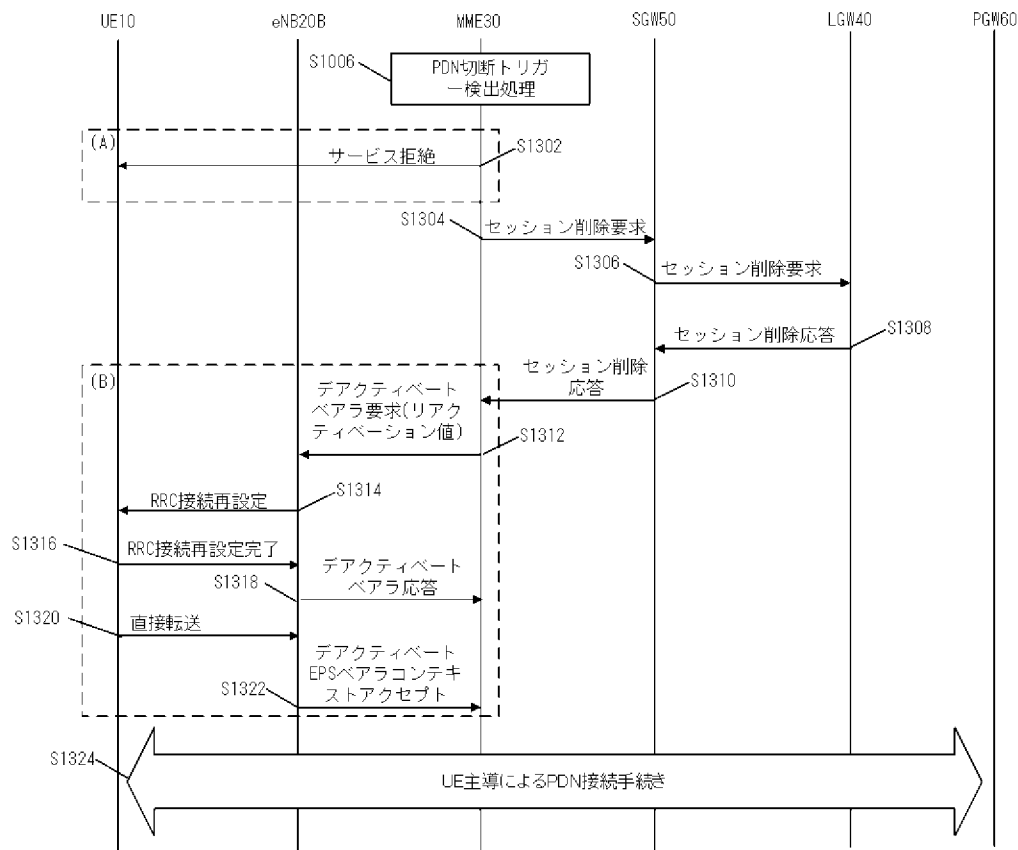 UE10
eNB20B
MME30
SGW50
LGW40
PGW60
S1006
PDN切断トリガ
ー検出処理
(A)
サービス拒絶
S1302
S1304
セッション削除要求
S1306
セッション削除要求
セッション削除応答
S1308
(B)
セッション削除
応答
S1310
デアクティベート
ベアラ要求(リアク
ティベーション値)
S1312
RRC接続再設定
S1314
S1316
RRC接続再設定完了
S1318
デアクティベート
ベアラ応答
S1320
直接転送
デアクティベート
EPSベアラコンテキ
ストアクセプト
S1322
S1324
UE主導によるPDN接続手続き